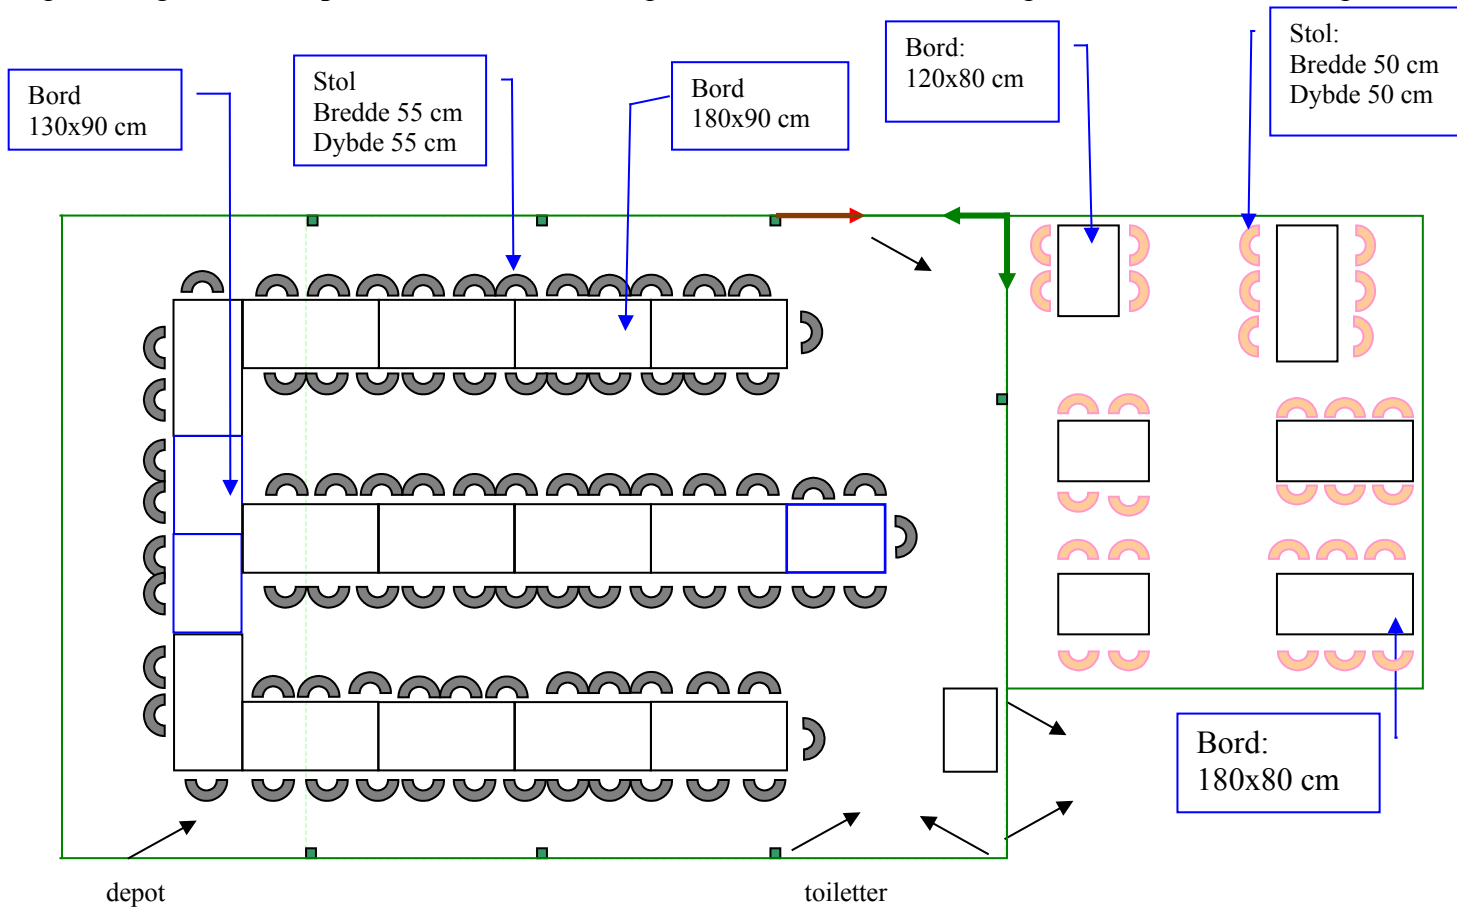 Bord
130x90 cm
Stol
Bredde 55 cm
Dybde 55 cm
Bord
180x90 cm
Bord:
120x80 cm
Stol:
Bredde 50 cm
Dybde 50 cm
Bord:
180x80 cm
depot
toiletter